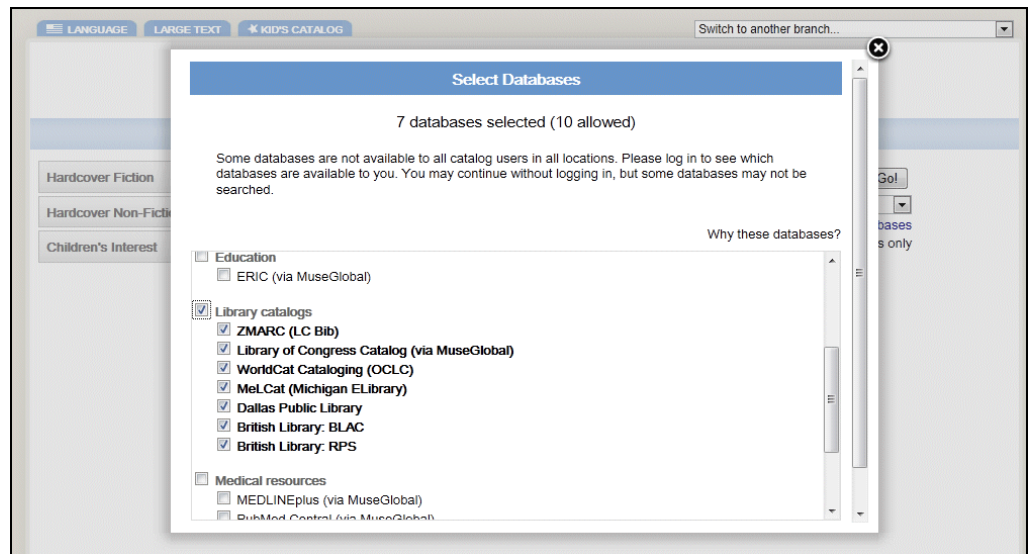 LANGUAGE
LARGE TEXT
KID'S CATALOG
Switch to another branch...
Select Databases
7 databases selected (10 allowed)
Some databases are not available to all catalog users in all locations. Please log in to see which
databases are available to you. You may continue without logging in, but some databases may not be
searched.
Why these databases?
Hardcover Fiction
Hardcover Non-Ficti
Children's Interest
Go!
bases
s only
Education
ERIC (via MuseGlobal)
Library catalogs
ZMARC (LC Bib)
Library of Congress Catalog (via MuseGlobal)
WorldCat Cataloging (OCLC)
MeLCat (Michigan ELibrary)
Dallas Public Library
British Library: BLAC
British Library: RPS
Medical resources
MEDLINEplus (via MuseGlobal)
PubMed Central (via MuseGlobal)